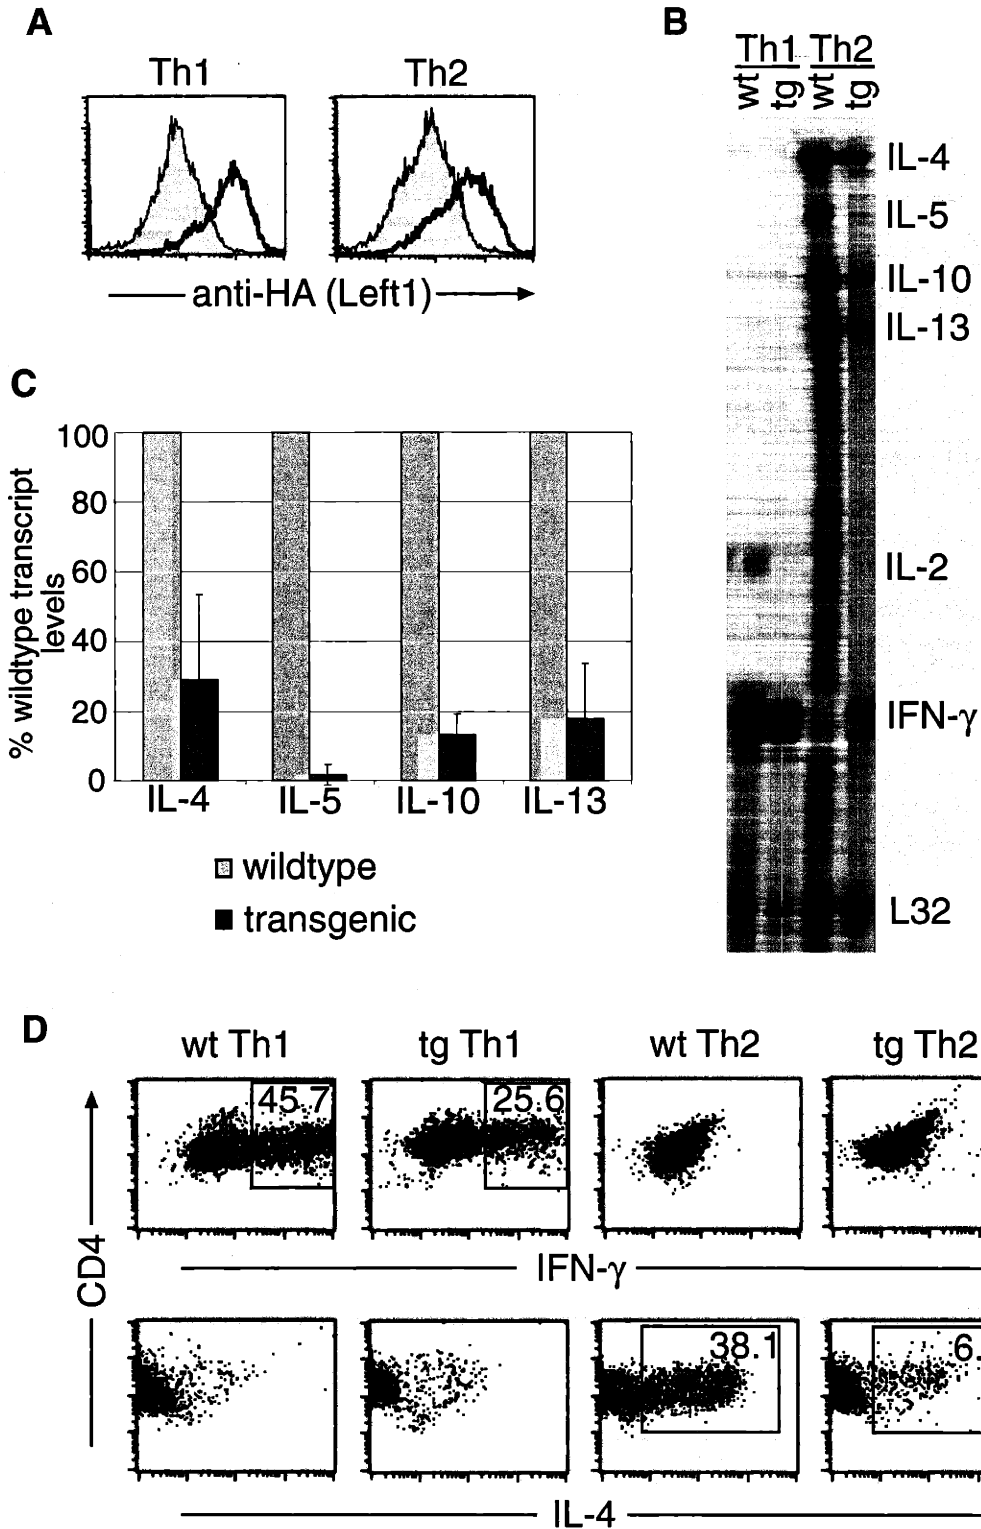 A
Th1
Th2
anti-HA (Left1)
B
Th1 Th2
wt tg wt tg
IL-4
IL-5
IL-10
IL-13
IL-2
IFN-γ
L32
C
% wildtype transcript
levels
100
80
60
40
20
0
IL-4 IL-5 IL-10 IL-13
wildtype
transgenic
D
wt Th1 tg Th1 wt Th2 tg Th2
45.7 25.6
CD4
IFN-γ
38.1 6.
IL-4